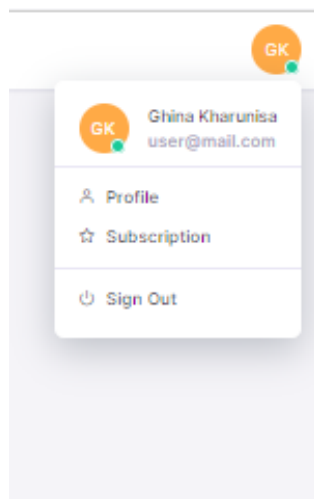 GK
GK
Ghina Kharunisa
user@mail.com
Profile
Subscription
Sign Out